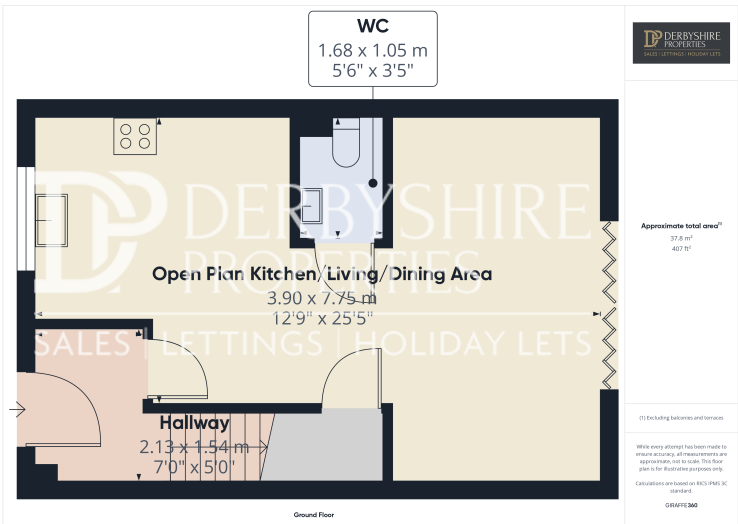 WC
1.68 x 1.05 m
5'6" x 3'5"
DERBYSHIRE
PROPERTIES
SALES | LETTINGS | HOLIDAY LETS
Open Plan Kitchen/Living/Dining Area
3.90 x 7.75 m
12'9" x 25'5"
Hallway
2.13 x 1.54 m
7'0" x 5'0"
Ground Floor
DERBYSHIRE
PROPERTIES
SALES | LETTINGS | HOLIDAY LETS
Approximate total area(1)
37.8 m²
407 ft²
(1) Excluding balconies and terraces.
While every attempt has been made to
ensure accuracy, all measurements are
approximate, not to scale. This floor
plan is for illustrative purposes only.
Calculations are based on RICS IPMS 3C
standard.
GIRAFFE360